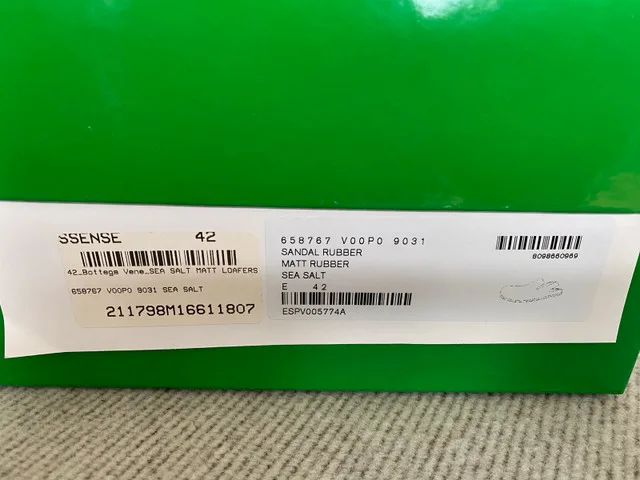 SSENSE 42
42_Bottega Vene_SEA SALT MATT LOAFERS
658767 V00P0 9031 SEA SALT
211798M16611807
658767 V00P0 9031
SANDAL RUBBER
MATT RUBBER
SEA SALT
E 42
ESPV005774A
8098660969